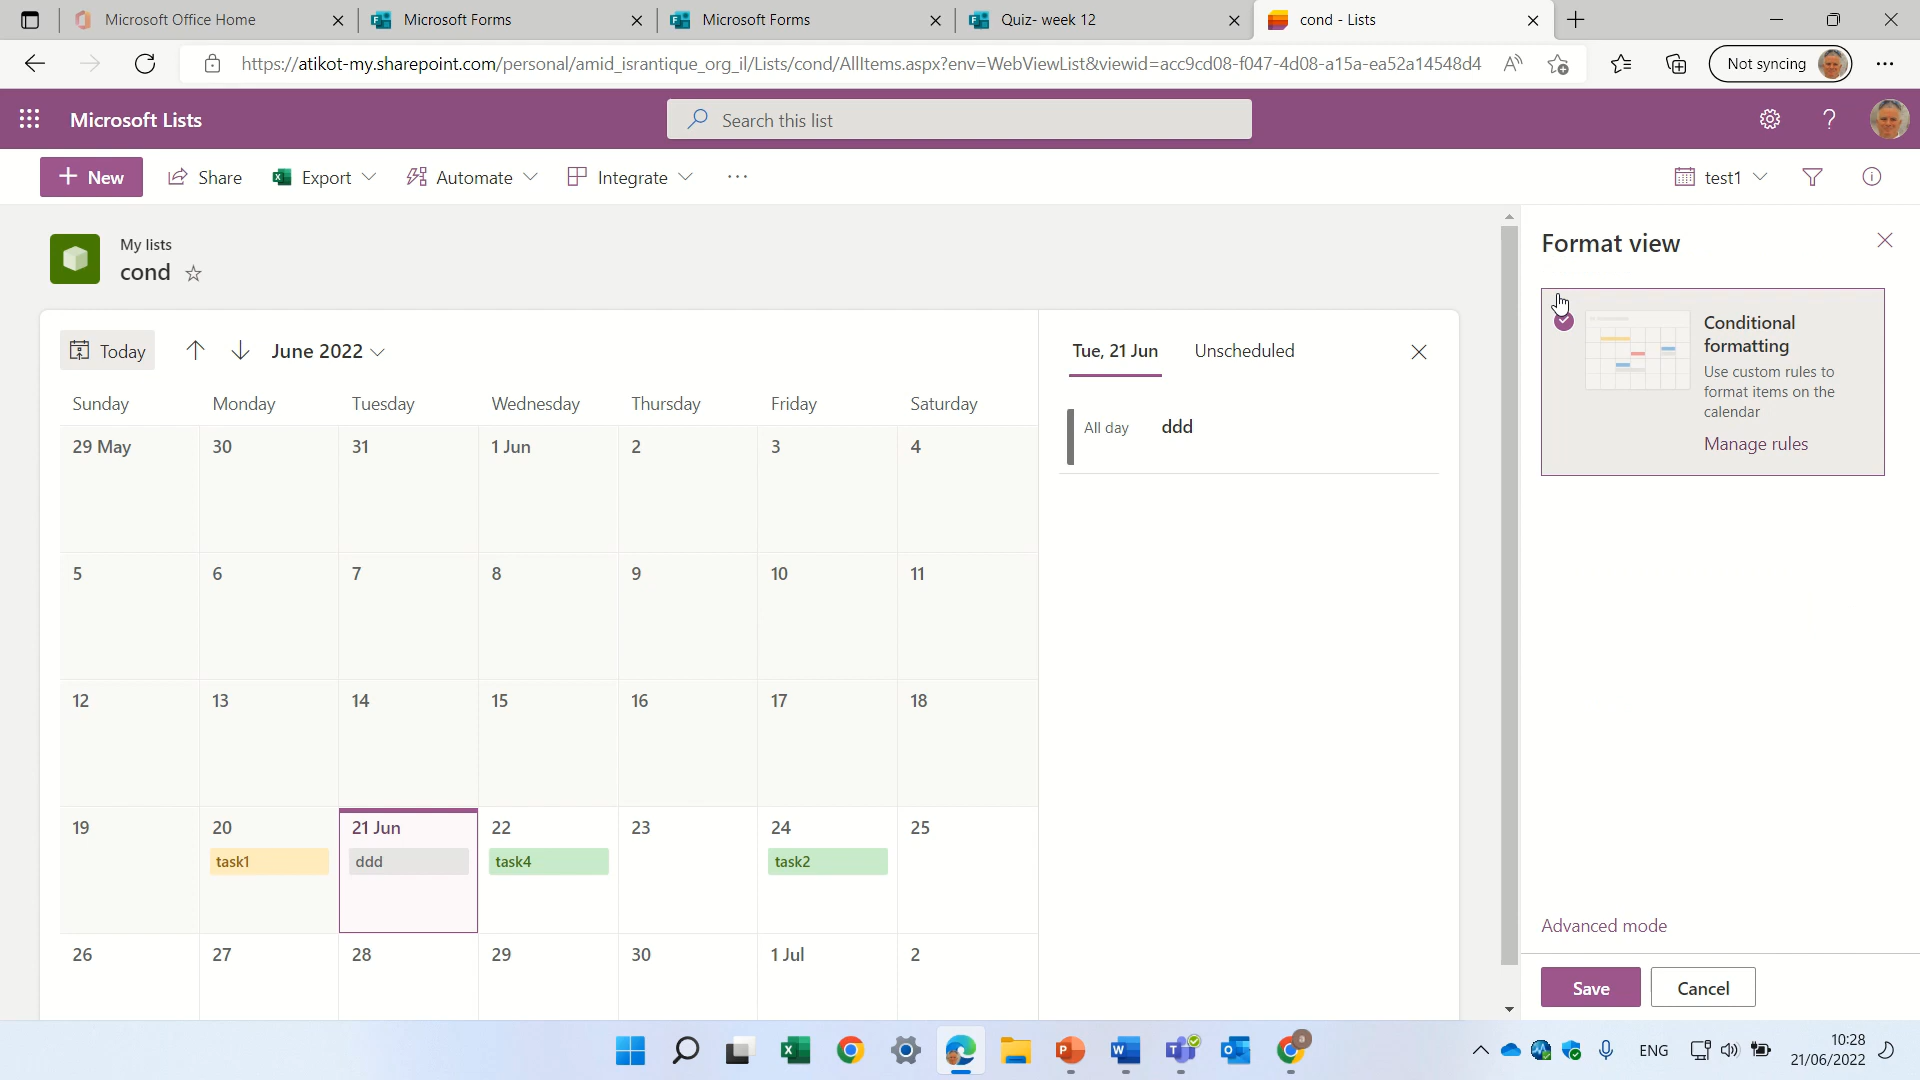 Microsoft Office Home
Microsoft Forms
Microsoft Forms
Quiz- week 12
cond - Lists
https://atikot-my.sharepoint.com/personal/amid_israntique_org_il/Lists/cond/AllItems.aspx?env=WebViewList&viewid=acc9cd08-f047-4d08-a15a-ea52a14548d4
Not syncing
Microsoft Lists
Search this list
New
Share
Export
Automate
Integrate
test1
My lists
cond
Format view
Conditional
formatting
Use custom rules to
format items on the
calendar
Manage rules
Today
June 2022
Tue, 21 Jun
Unscheduled
All day
ddd
Sunday
Monday
Tuesday
Wednesday
Thursday
Friday
Saturday
29 May
30
31
1 Jun
2
3
4
5
6
7
8
9
10
11
12
13
14
15
16
17
18
19
20
21 Jun
22
23
24
25
task1
ddd
task4
task2
26
27
28
29
30
1 Jul
2
Advanced mode
Save
Cancel
ENG
10:28
21/06/2022